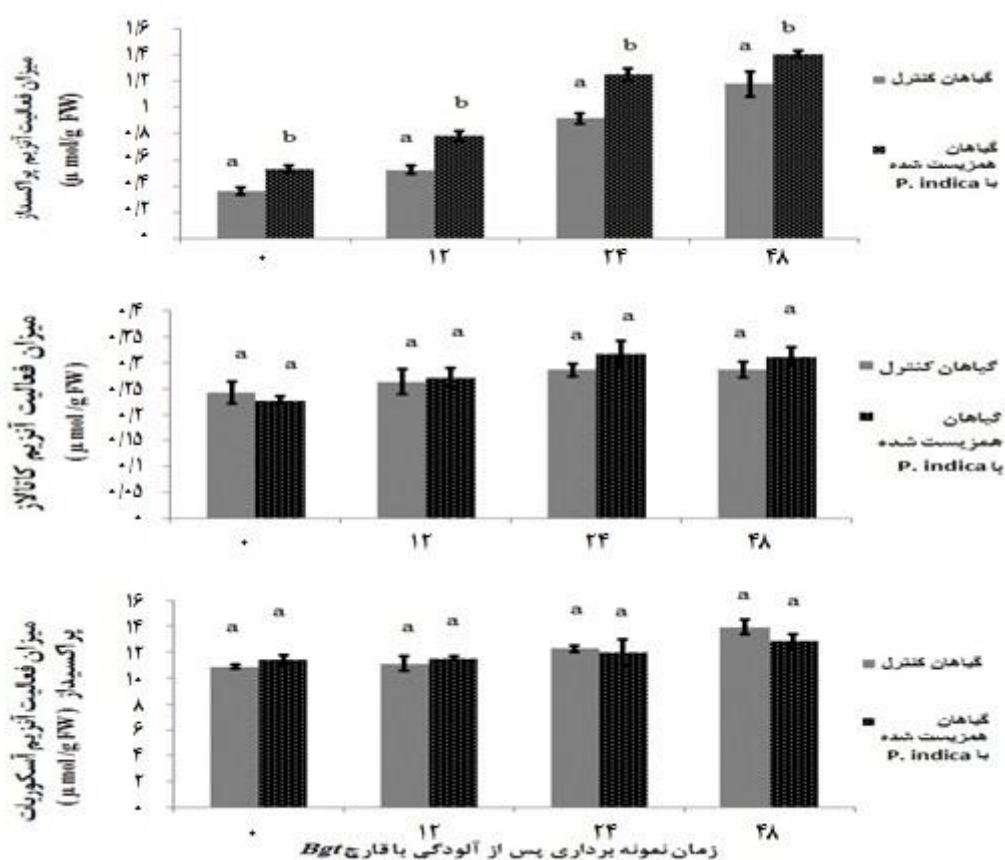 میزان فعالیت آنزیم پراکسیداز
(µ mol/g FW)
۱/۶
۱/۴
۱/۲
۱
۰/۸
۰/۶
۰/۴
۰/۲
۰
a b a b a b a b
۰ ۱۲ ۲۴ ۴۸
گیاهان کنترل
گیاهان
همزیست شده
با P. indica
میزان فعالیت آنزیم کاتالاز
(µ mol /g FW)
۰/۴
۰/۳۵
۰/۳
۰/۲۵
۰/۲
۰/۱۵
۰/۱
۰/۰۵
۰
a a a a a a a a
۰ ۱۲ ۲۴ ۴۸
گیاهان کنترل
گیاهان
همزیست شده
با P. indica
میزان فعالیت آنزیم آسکوربات
پراکسیداز (µ mol/g FW)
۱۶
۱۴
۱۲
۱۰
۸
۶
۴
۲
۰
a a a a a a a a
۰ ۱۲ ۲۴ ۴۸
گیاهان کنترل
گیاهان
همزیست شده
با P. indica
زمان نمونه برداری پس از آلودگی با قارچ Bgt